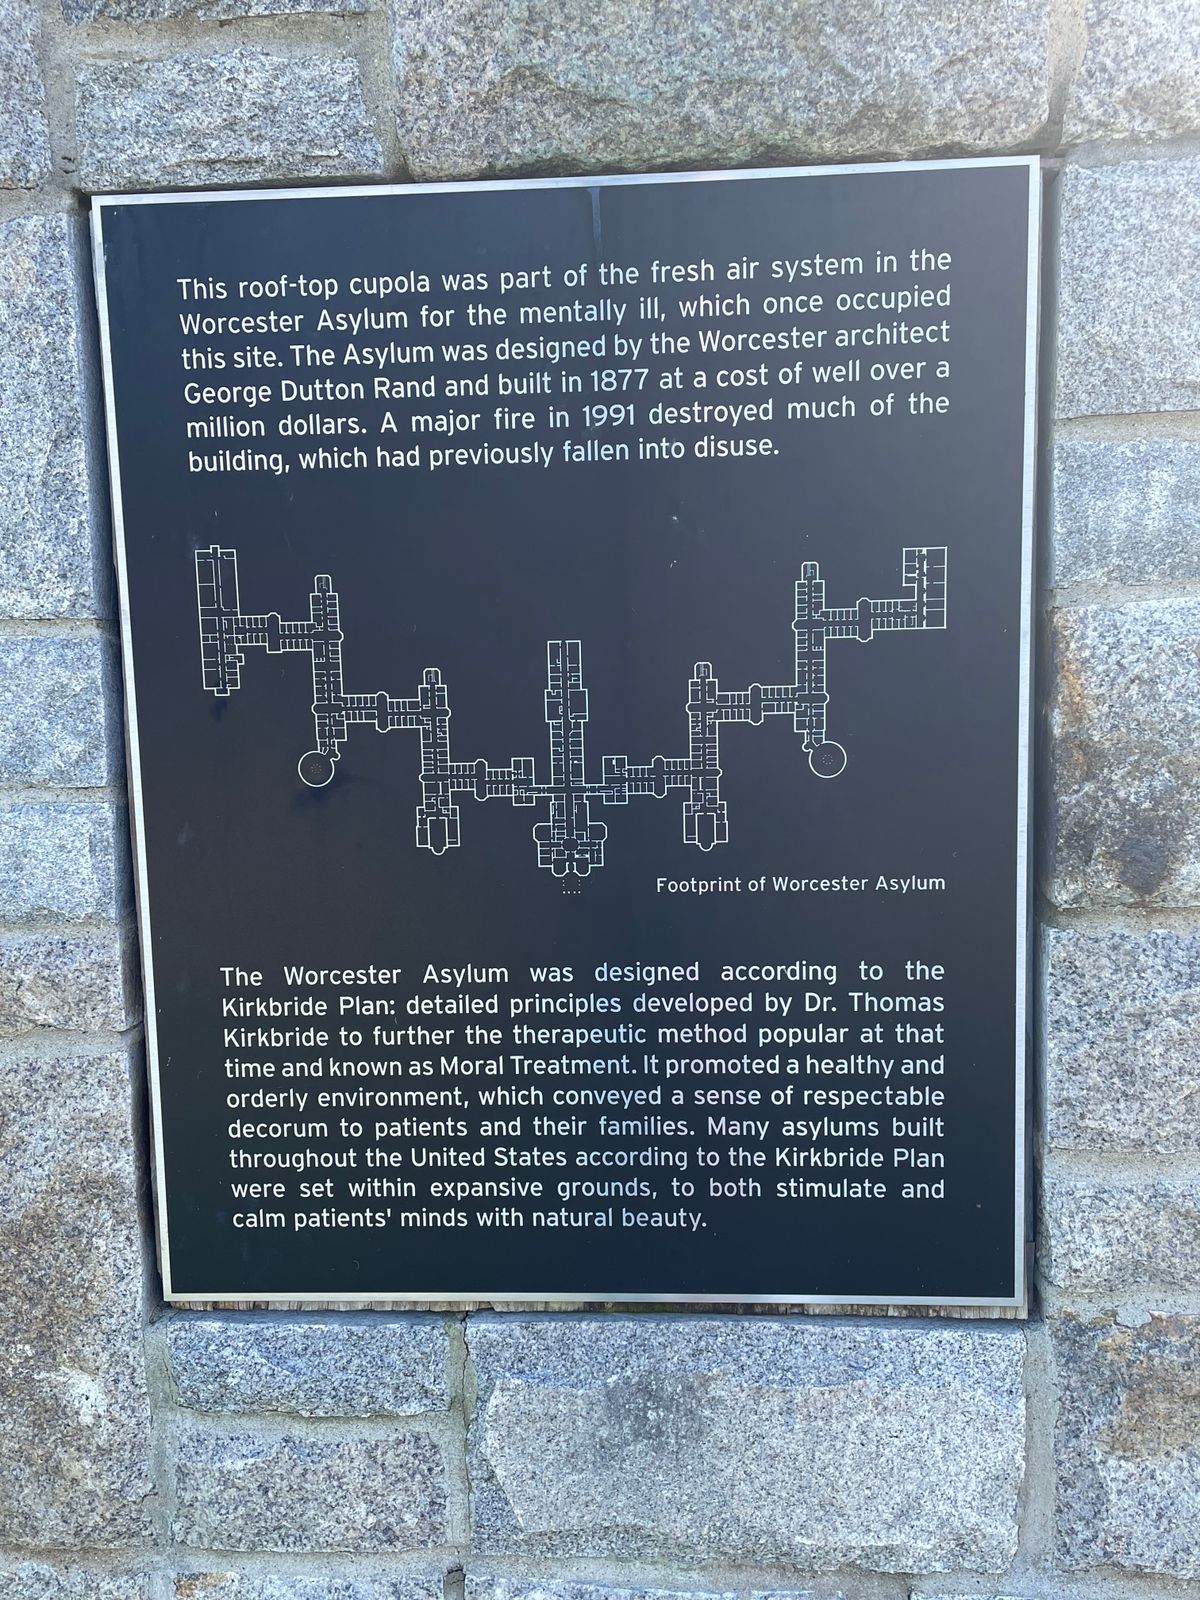 This roof-top cupola was part of the fresh air system in the
Worcester Asylum for the mentally ill, which once occupied
this site. The Asylum was designed by the Worcester architect
George Dutton Rand and built in 1877 at a cost of well over a
million dollars. A major fire in 1991 destroyed much of the
building, which had previously fallen into disuse.
Footprint of Worcester Asylum
The Worcester Asylum was designed according to the
Kirkbride Plan: detailed principles developed by Dr. Thomas
Kirkbride to further the therapeutic method popular at that
time and known as Moral Treatment. It promoted a healthy and
orderly environment, which conveyed a sense of respectable
decorum to patients and their families. Many asylums built
throughout the United States according to the Kirkbride Plan
were set within expansive grounds, to both stimulate and
calm patients' minds with natural beauty.